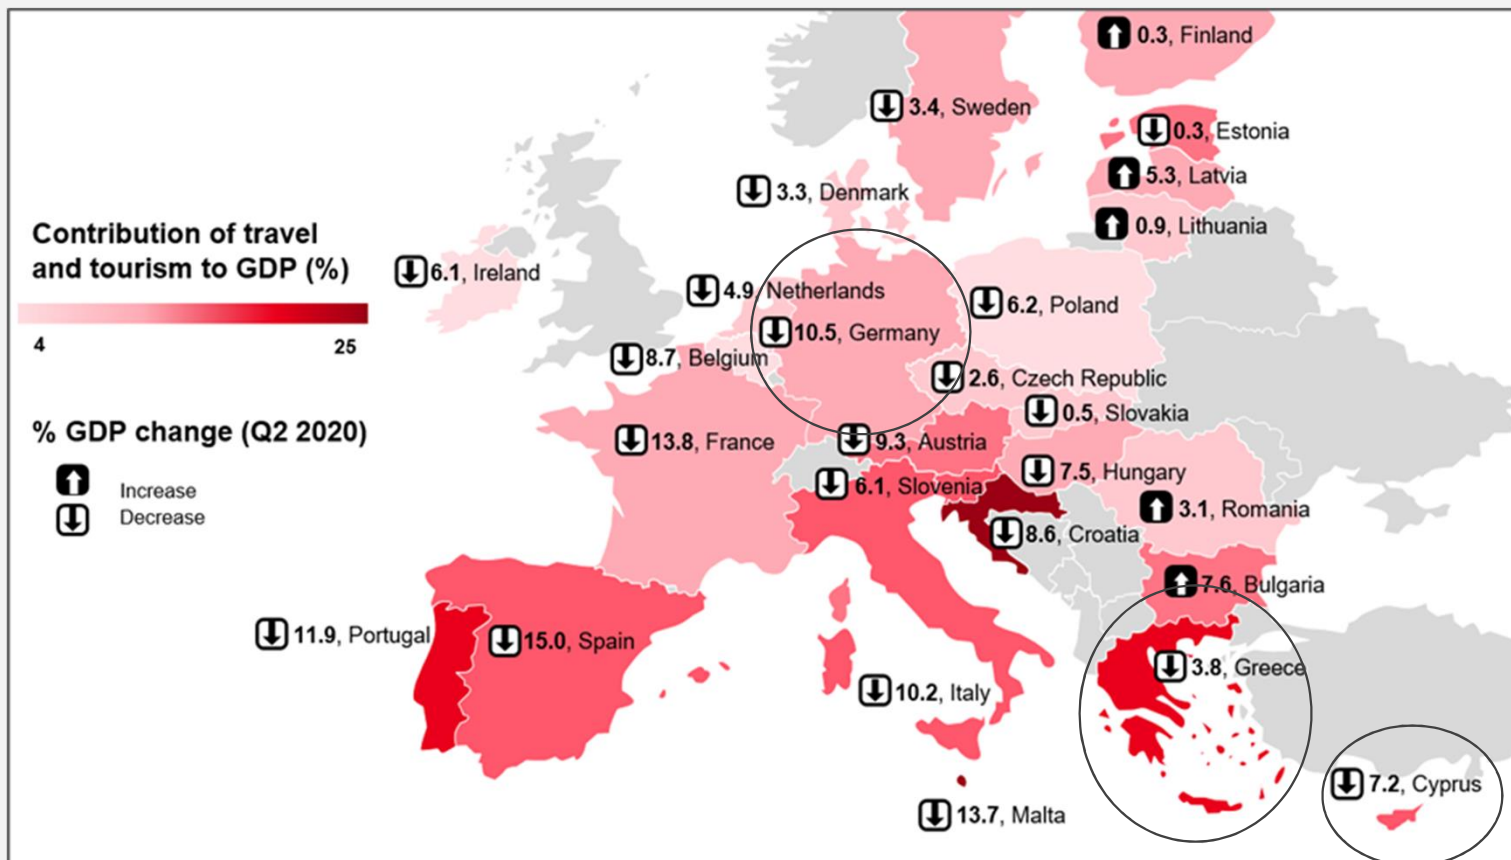 0.3, Finland
3.4, Sweden
0.3, Estonia
5.3, Latvia
3.3, Denmark
0.9, Lithuania
Contribution of travel
and tourism to GDP (%)
4
25
6.1, Ireland
4.9, Netherlands
6.2, Poland
10.5, Germany
8.7, Belgium
2.6, Czech Republic
0.5, Slovakia
% GDP change (Q2 2020)
Increase
Decrease
13.8, France
9.3, Austria
7.5, Hungary
6.1, Slovenia
3.1, Romania
8.6, Croatia
7.6, Bulgaria
11.9, Portugal
15.0, Spain
3.8, Greece
10.2, Italy
7.2, Cyprus
13.7, Malta